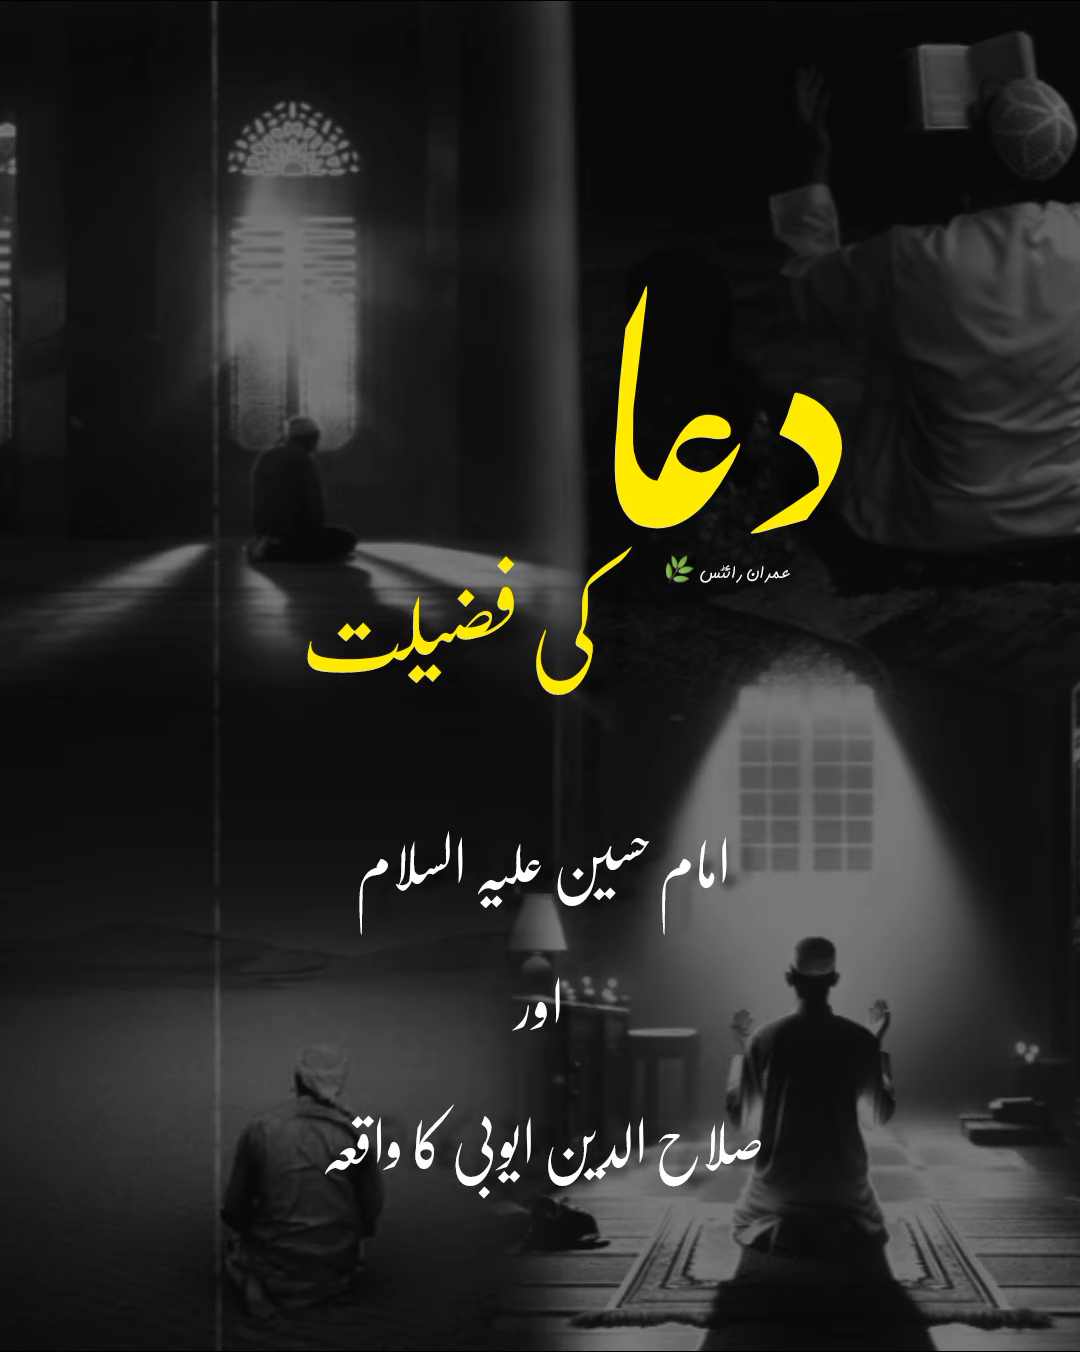 دعا
عمران رائٹس
کی فضیلت
امام حسین علیہ السلام
اور
صلاح الدین ایوبی کا واقعہ